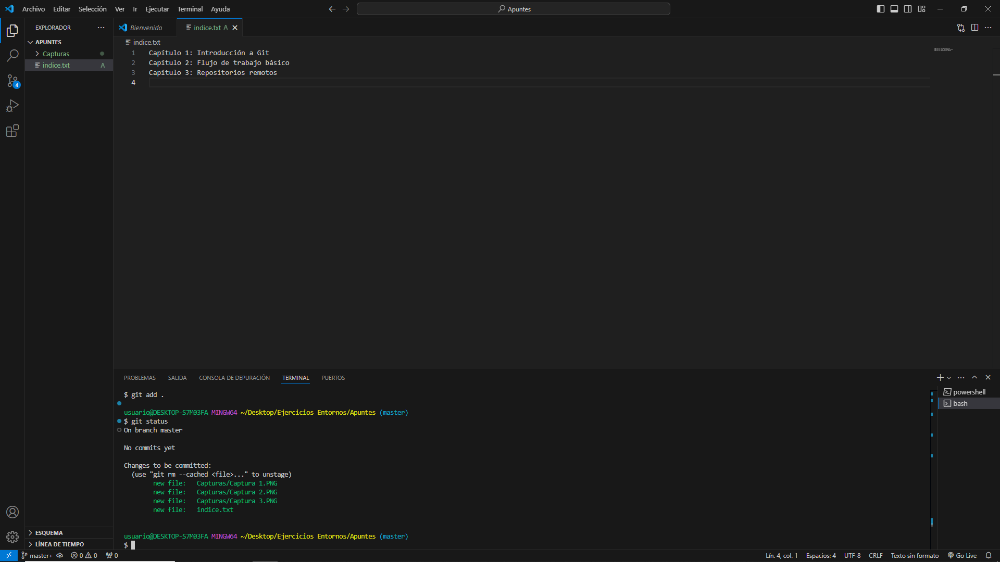 Archivo Editar Selección Ver Ir Ejecutar Terminal Ayuda
Apuntes
EXPLORADOR
APUNTES
Capturas
indice.txt A
4
Bienvenido
indice.txt A
indice.txt
1 Capítulo 1: Introducción a Git
2 Capítulo 2: Flujo de trabajo básico
3 Capítulo 3: Repositorios remotos
4
PROBLEMAS SALIDA CONSOLA DE DEPURACIÓN TERMINAL PUERTOS
$ git add .
usuario@DESKTOP-S7M03FA MINGW64 ~/Desktop/Ejercicios Entornos/Apuntes (master)
$ git status
On branch master
No commits yet
Changes to be committed:
(use "git rm --cached <file>..." to unstage)
new file:   Capturas/Captura 1.PNG
new file:   Capturas/Captura 2.PNG
new file:   Capturas/Captura 3.PNG
new file:   indice.txt
usuario@DESKTOP-S7M03FA MINGW64 ~/Desktop/Ejercicios Entornos/Apuntes (master)
$
powershell
bash
ESQUEMA
LÍNEA DE TIEMPO
master+ 0 0 0
Lín. 4, col. 1 Espacios: 4 UTF-8 CRLF Texto sin formato Go Live